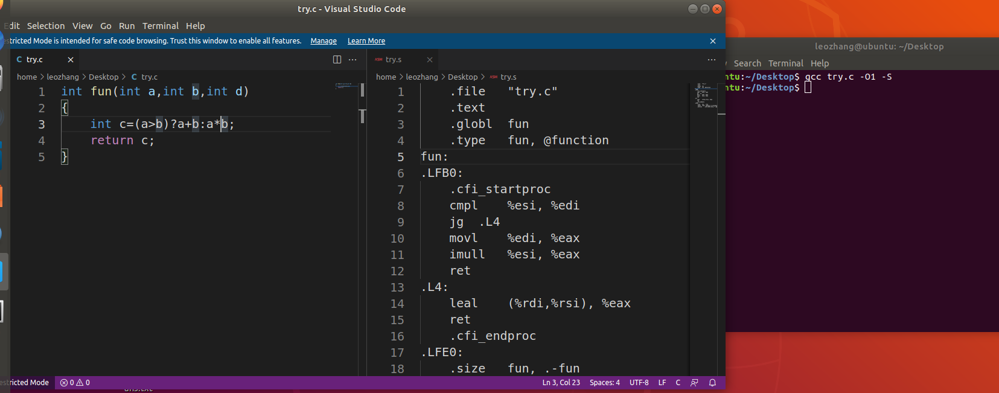 try.c - Visual Studio Code
Edit Selection View Go Run Terminal Help
stricted Mode is intended for safe code browsing. Trust this window to enable all features. Manage Learn More
C try.c
ASM try.s
home > leozhang > Desktop > C try.c
home > leozhang > Desktop > ASM try.s
1 int fun(int a,int b,int d)
2 {
3 int c=(a>b)?a+b:a*b;
4 return c;
5 }
1 .file "try.c"
2 .text
3 .globl fun
4 .type fun, @function
5 fun:
6 .LFB0:
7 .cfi_startproc
8 cmpl %esi, %edi
9 jg .L4
10 movl %edi, %eax
11 imull %esi, %eax
12 ret
13 .L4:
14 leal (%rdi,%rsi), %eax
15 ret
16 .cfi_endproc
17 .LFE0:
18 .size fun, .-fun
estricted Mode 0 0 Ln 3, Col 23 Spaces: 4 UTF-8 LF C
leozhang@ubuntu: ~/Desktop
Search Terminal Help
ntu:~/Desktop$ gcc try.c -O1 -S
ntu:~/Desktop$